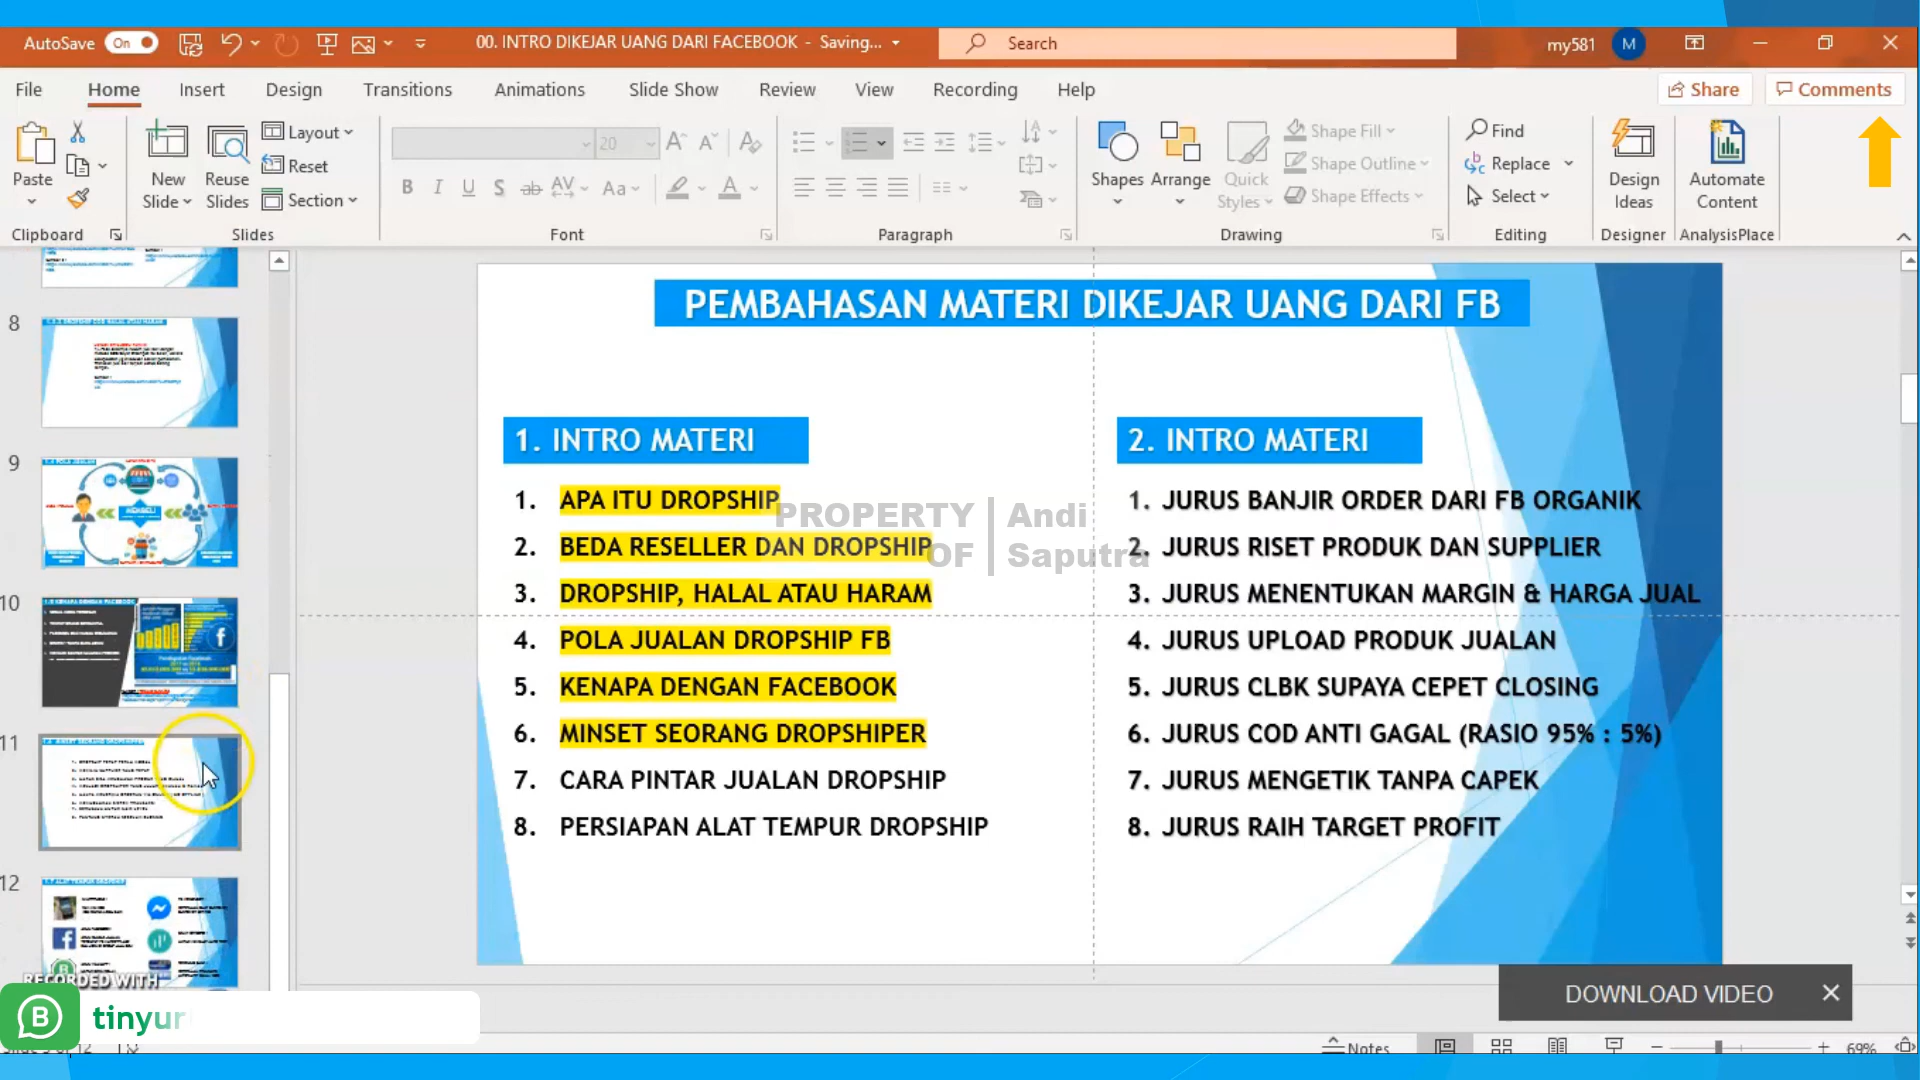 AutoSave On 00. INTRO DIKEJAR UANG DARI FACEBOOK - Saving... Search my581 M
File Home Insert Design Transitions Animations Slide Show Review View Recording Help Share Comments
Paste
New Slide
Reuse Slides
Layout
Reset
Section
20
B I U S ab AV Aa A
Shapes
Arrange
Quick Styles
Shape Fill
Shape Outline
Shape Effects
Find
Replace
Select
Design Ideas
Automate Content
Clipboard Slides Font Paragraph Drawing Editing Designer AnalysisPlace
8
9
10
11
12
PEMBAHASAN MATERI DIKEJAR UANG DARI FB
1. INTRO MATERI
1. APA ITU DROPSHIP
2. BEDA RESELLER DAN DROPSHIP
3. DROPSHIP, HALAL ATAU HARAM
4. POLA JUALAN DROPSHIP FB
5. KENAPA DENGAN FACEBOOK
6. MINSET SEORANG DROPSHIPER
7. CARA PINTAR JUALAN DROPSHIP
8. PERSIAPAN ALAT TEMPUR DROPSHIP
2. INTRO MATERI
1. JURUS BANJIR ORDER DARI FB ORGANIK
2. JURUS RISET PRODUK DAN SUPPLIER
3. JURUS MENENTUKAN MARGIN & HARGA JUAL
4. JURUS UPLOAD PRODUK JUALAN
5. JURUS CLBK SUPAYA CEPET CLOSING
6. JURUS COD ANTI GAGAL (RASIO 95% : 5%)
7. JURUS MENGETIK TANPA CAPEK
8. JURUS RAIH TARGET PROFIT
PROPERTY OF
Andi Saputra
RECORDED WITH
B tinyur
DOWNLOAD VIDEO
Notes 69%